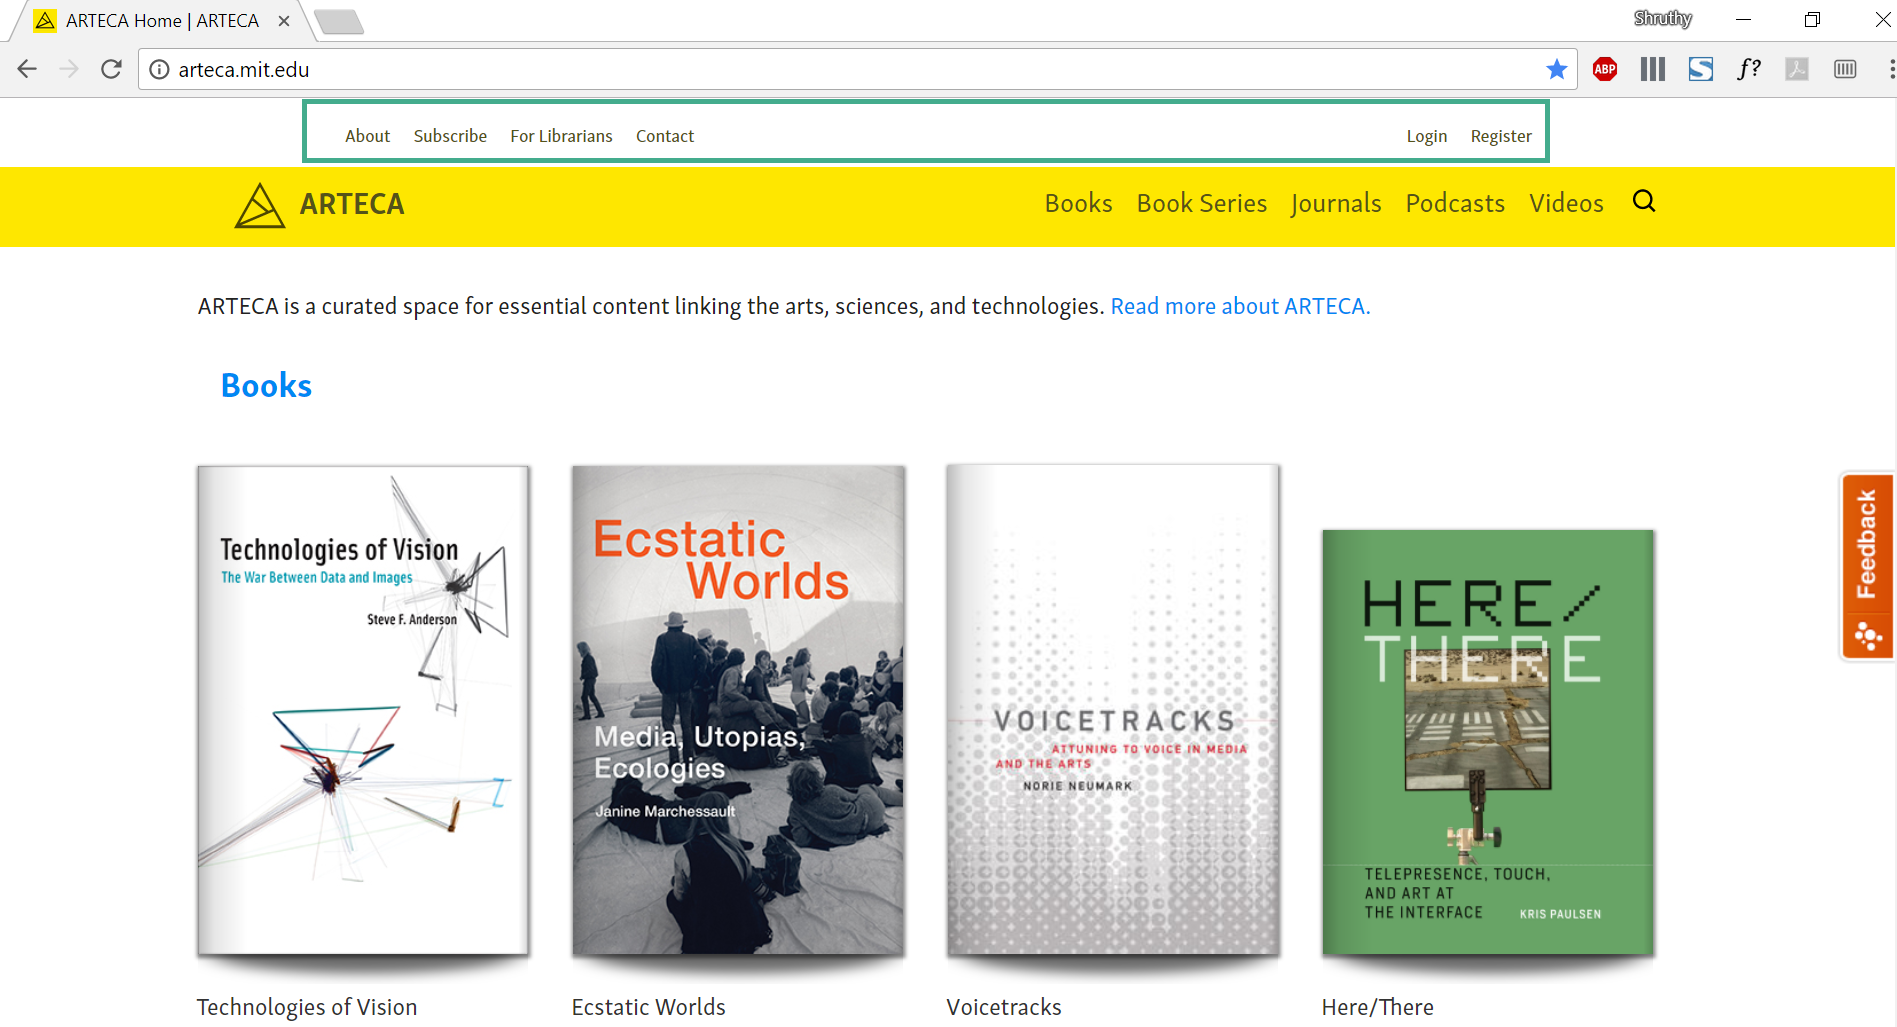 ARTECA Home | ARTECA
Shruthy
arteca.mit.edu
ABP
S
f?
About Subscribe For Librarians Contact Login Register
ARTECA Books Book Series Journals Podcasts Videos
ARTECA is a curated space for essential content linking the arts, sciences, and technologies. Read more about ARTECA.
Books
Technologies of Vision
The War Between Data and Images
Steve F. Anderson
Ecstatic
Worlds
Media, Utopias,
Ecologies
Janine Marchessault
VOICETRACKS
ATTUNING TO VOICE IN MEDIA
AND THE ARTS
NORIE NEUMARK
HERE/
THERE
TELEPRESENCE, TOUCH,
AND ART AT
THE INTERFACE
KRIS PAULSEN
Feedback
Technologies of Vision
Ecstatic Worlds
Voicetracks
Here/There